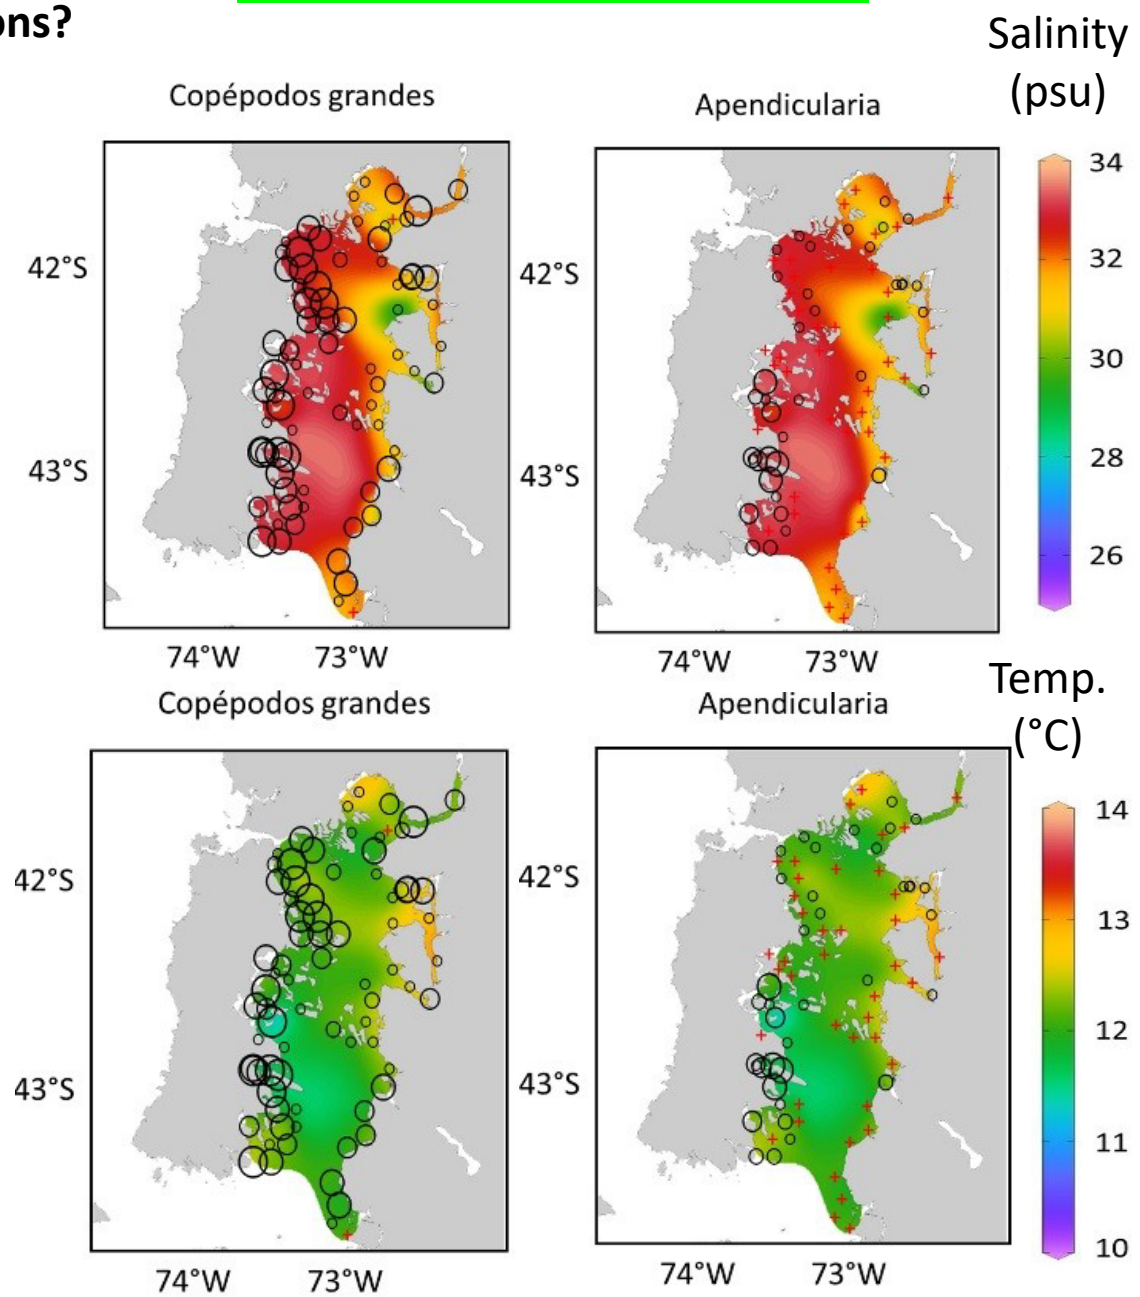 ons?
Salinity
(psu)
Copépodos grandes
Apendicularia
34
32
30
28
26
42°S
43°S
42°S
43°S
74°W 73°W
74°W 73°W
Temp.
(°C)
Copépodos grandes
Apendicularia
14
13
12
11
10
42°S
43°S
42°S
43°S
74°W 73°W
74°W 73°W